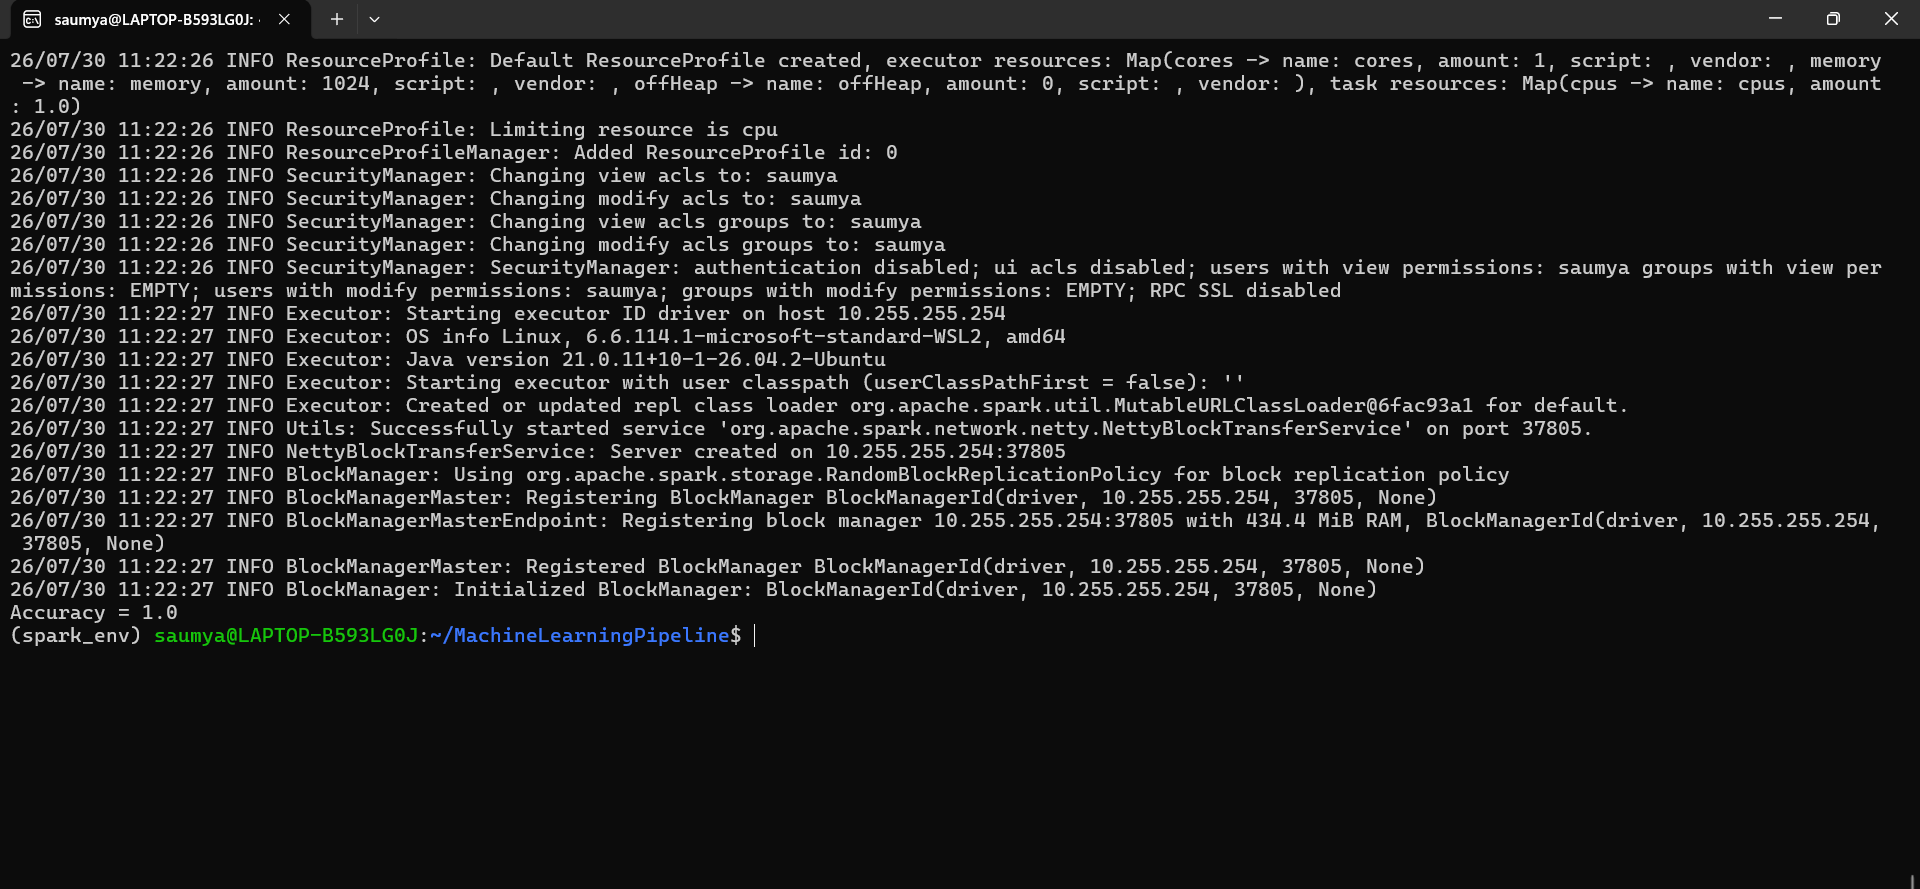 saumya@LAPTOP-B593LG0J: ·
26/07/30 11:22:26 INFO ResourceProfile: Default ResourceProfile created, executor resources: Map(cores -> name: cores, amount: 1, script: , vendor: , memory
 -> name: memory, amount: 1024, script: , vendor: , offHeap -> name: offHeap, amount: 0, script: , vendor: ), task resources: Map(cpus -> name: cpus, amount
: 1.0)
26/07/30 11:22:26 INFO ResourceProfile: Limiting resource is cpu
26/07/30 11:22:26 INFO ResourceProfileManager: Added ResourceProfile id: 0
26/07/30 11:22:26 INFO SecurityManager: Changing view acls to: saumya
26/07/30 11:22:26 INFO SecurityManager: Changing modify acls to: saumya
26/07/30 11:22:26 INFO SecurityManager: Changing view acls groups to: saumya
26/07/30 11:22:26 INFO SecurityManager: Changing modify acls groups to: saumya
26/07/30 11:22:26 INFO SecurityManager: SecurityManager: authentication disabled; ui acls disabled; users with view permissions: saumya groups with view per
missions: EMPTY; users with modify permissions: saumya; groups with modify permissions: EMPTY; RPC SSL disabled
26/07/30 11:22:27 INFO Executor: Starting executor ID driver on host 10.255.255.254
26/07/30 11:22:27 INFO Executor: OS info Linux, 6.6.114.1-microsoft-standard-WSL2, amd64
26/07/30 11:22:27 INFO Executor: Java version 21.0.11+10-1-26.04.2-Ubuntu
26/07/30 11:22:27 INFO Executor: Starting executor with user classpath (userClassPathFirst = false): ''
26/07/30 11:22:27 INFO Executor: Created or updated repl class loader org.apache.spark.util.MutableURLClassLoader@6fac93a1 for default.
26/07/30 11:22:27 INFO Utils: Successfully started service 'org.apache.spark.network.netty.NettyBlockTransferService' on port 37805.
26/07/30 11:22:27 INFO NettyBlockTransferService: Server created on 10.255.255.254:37805
26/07/30 11:22:27 INFO BlockManager: Using org.apache.spark.storage.RandomBlockReplicationPolicy for block replication policy
26/07/30 11:22:27 INFO BlockManagerMaster: Registering BlockManager BlockManagerId(driver, 10.255.255.254, 37805, None)
26/07/30 11:22:27 INFO BlockManagerMasterEndpoint: Registering block manager 10.255.255.254:37805 with 434.4 MiB RAM, BlockManagerId(driver, 10.255.255.254,
 37805, None)
26/07/30 11:22:27 INFO BlockManagerMaster: Registered BlockManager BlockManagerId(driver, 10.255.255.254, 37805, None)
26/07/30 11:22:27 INFO BlockManager: Initialized BlockManager: BlockManagerId(driver, 10.255.255.254, 37805, None)
Accuracy = 1.0
(spark_env) saumya@LAPTOP-B593LG0J:~/MachineLearningPipeline$